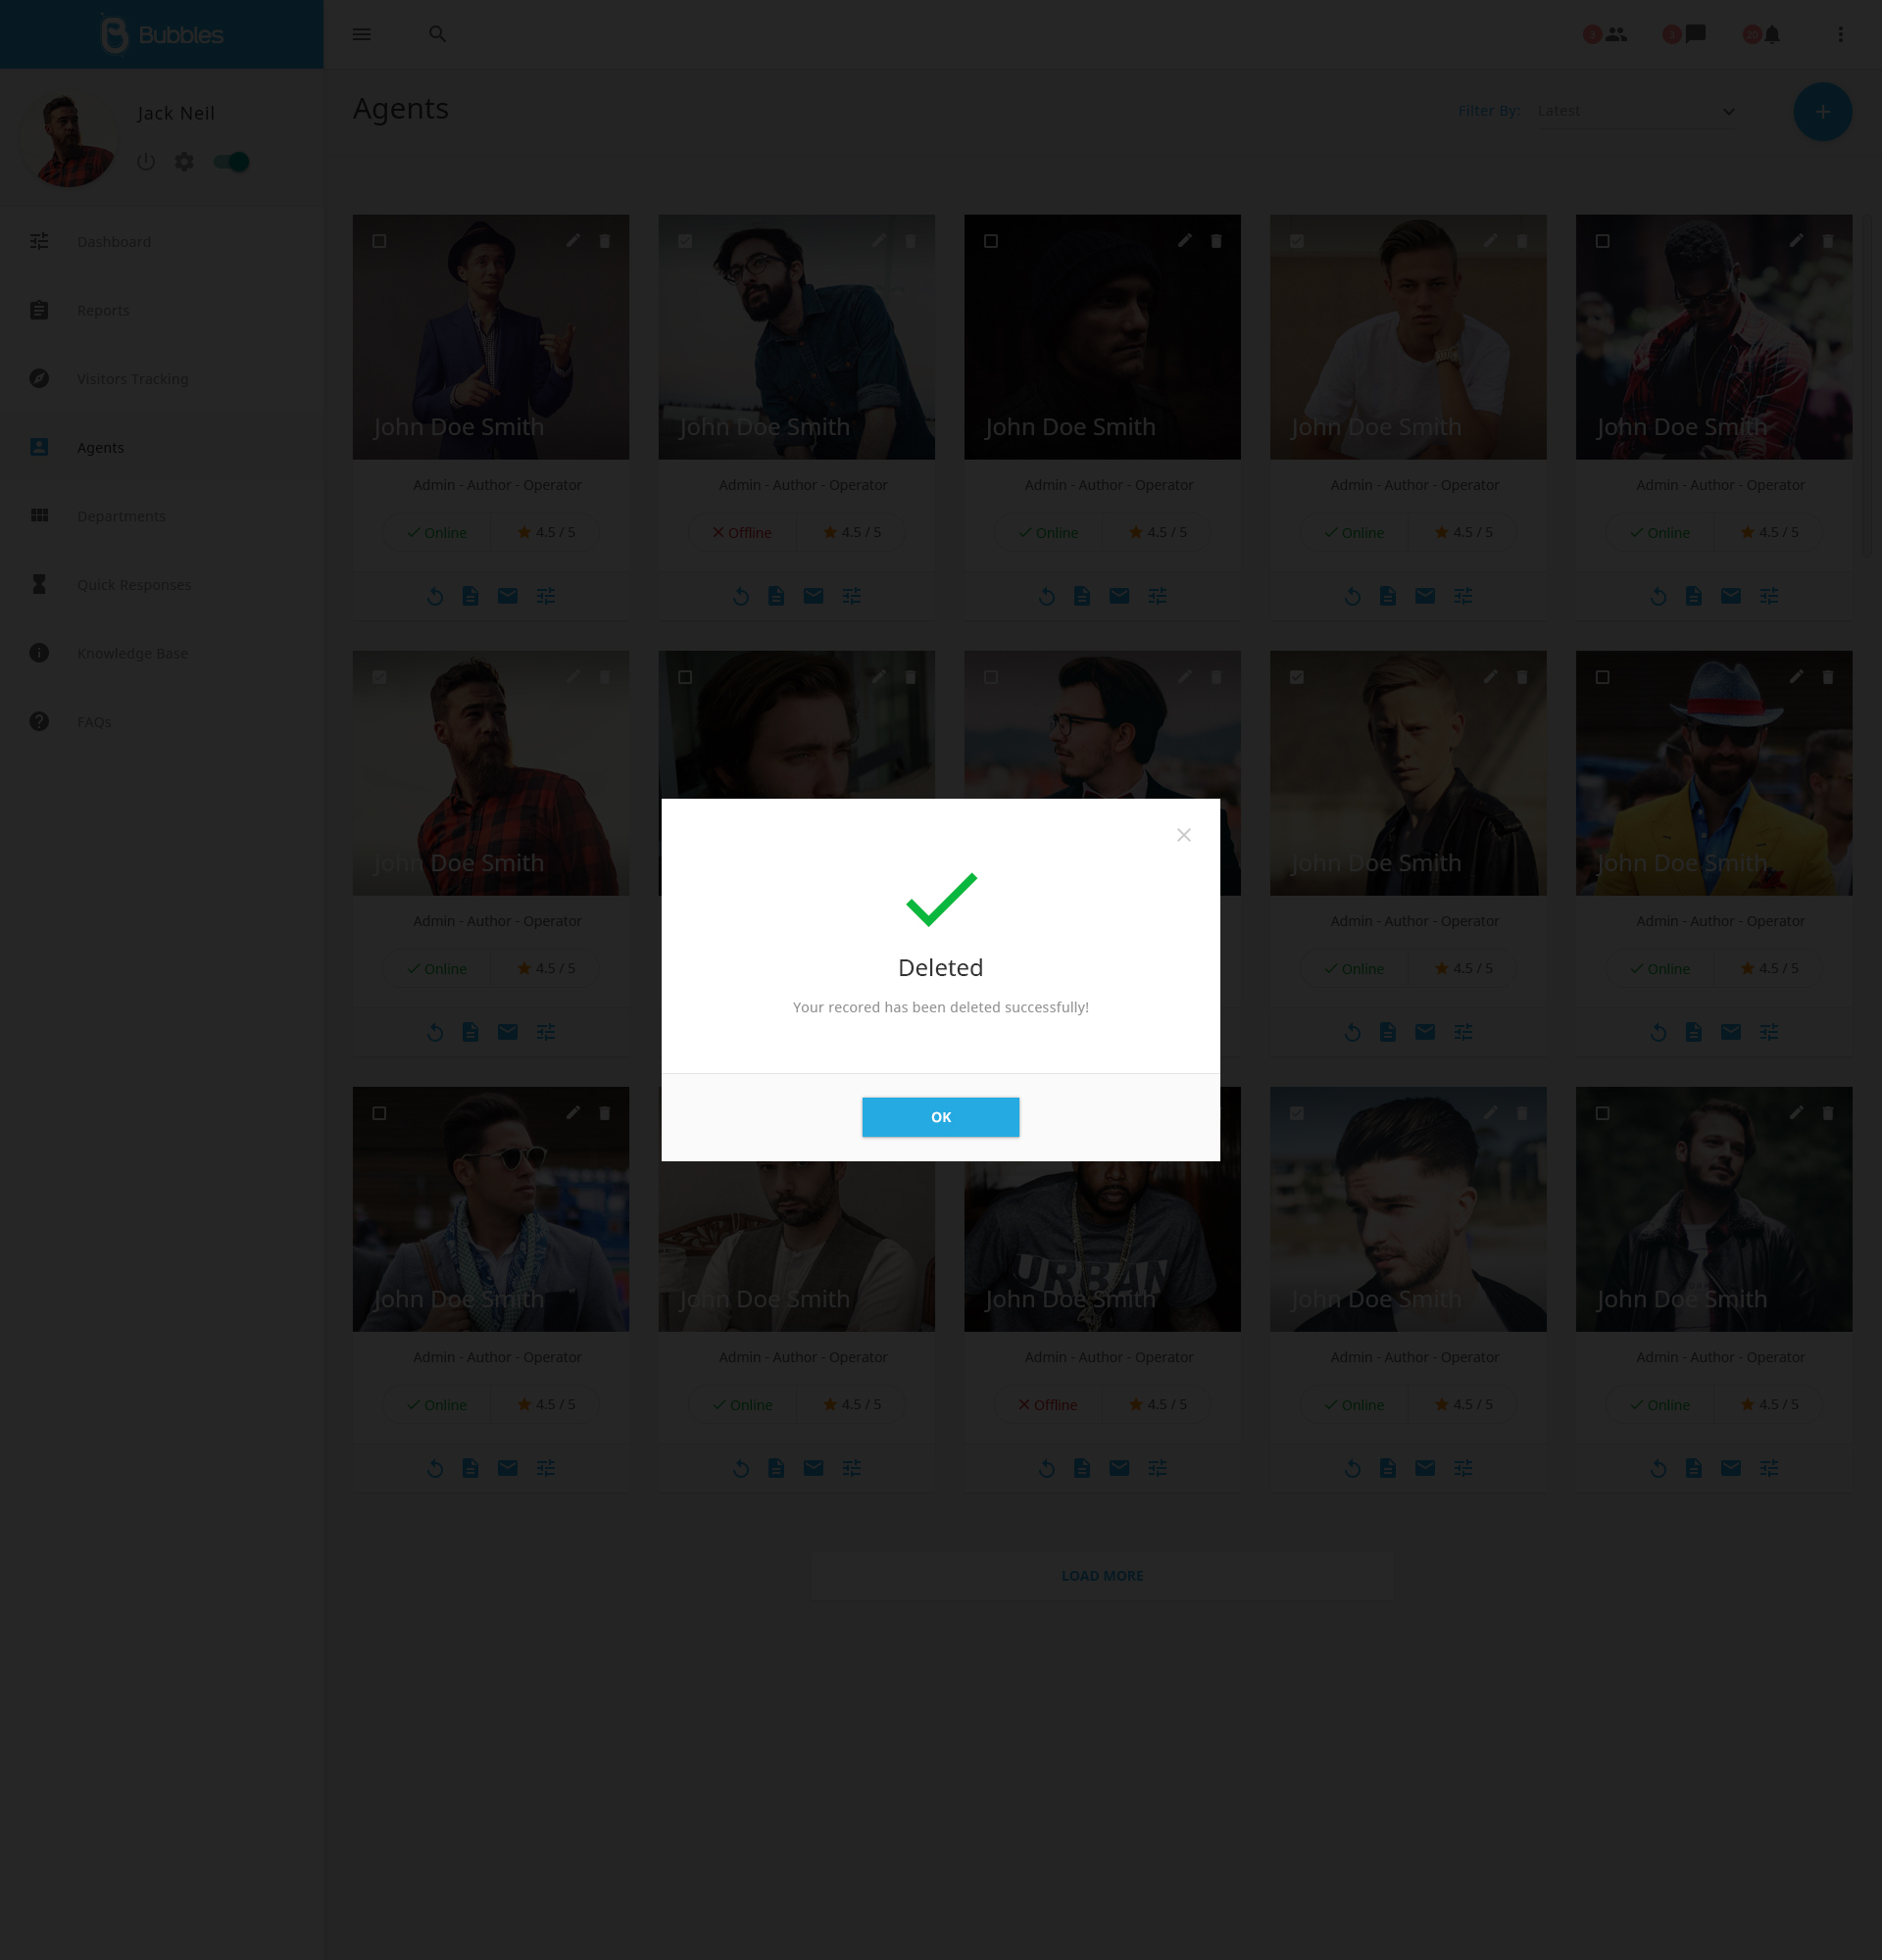 Bubbles
3
3
20
Jack Neil
Agents
Filter By:
Latest
Dashboard
Reports
Visitors Tracking
Agents
Departments
Quick Responses
Knowledge Base
FAQs
John Doe Smith
John Doe Smith
John Doe Smith
John Doe Smith
John Doe Smith
Admin - Author - Operator
Admin - Author - Operator
Admin - Author - Operator
Admin - Author - Operator
Admin - Author - Operator
Online 4.5 / 5
Offline 4.5 / 5
Online 4.5 / 5
Online 4.5 / 5
Online 4.5 / 5
John Doe Smith
John Doe Smith
John Doe Smith
Admin - Author - Operator
Admin - Author - Operator
Admin - Author - Operator
Online 4.5 / 5
Online 4.5 / 5
Online 4.5 / 5
Deleted
Your recored has been deleted successfully!
OK
URBAN
John Doe Smith
John Doe Smith
John Doe Smith
John Doe Smith
John Doe Smith
Admin - Author - Operator
Admin - Author - Operator
Admin - Author - Operator
Admin - Author - Operator
Admin - Author - Operator
Online 4.5 / 5
Online 4.5 / 5
Offline 4.5 / 5
Online 4.5 / 5
Online 4.5 / 5
LOAD MORE